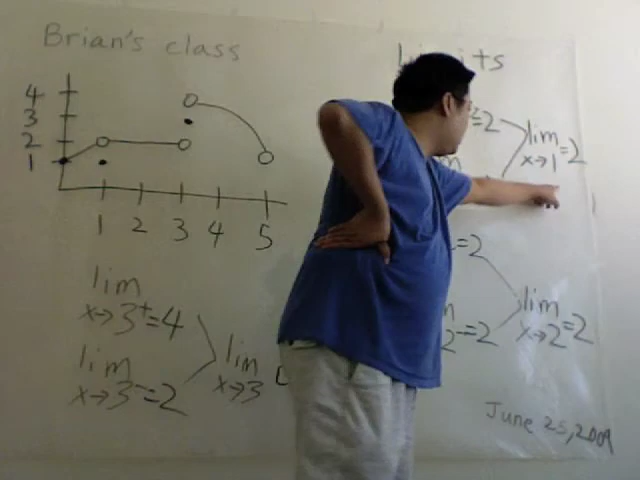 Brian's class
Limits
4
3
2
1
1 2 3 4 5
=2
lim
x→1 =2
lim
x→3⁺=4
lim
x→3⁻=2
lim
x→3
=2
2⁻=2
lim
x→2 =2
June 25, 2009